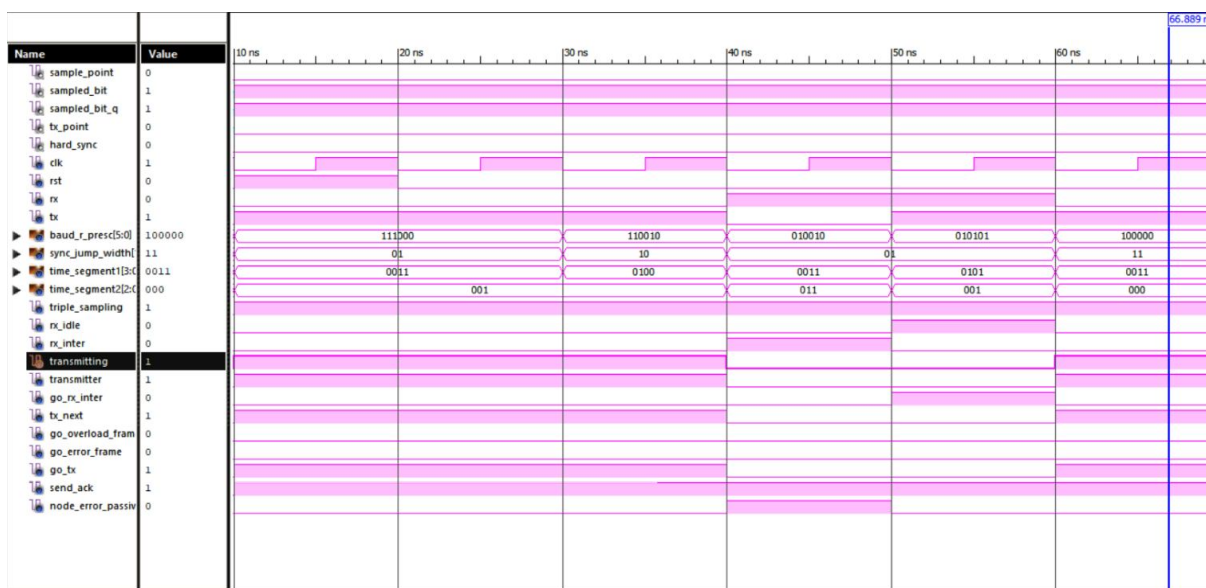 66.889 n
Name Value
10 ns 20 ns 30 ns 40 ns 50 ns 60 ns
sample_point 0
sampled_bit 1
sampled_bit_q 1
tx_point 0
hard_sync 0
clk 1
rst 0
rx 0
tx 1
baud_r_presc[5:0] 100000 111000 110010 010010 010101 100000
sync_jump_width[ 11 01 10 01 11
time_segment1[3:0 0011 0011 0100 0011 0101 0011
time_segment2[2:0 000 001 011 001 000
triple_sampling 1
rx_idle 0
rx_inter 0
transmitting 1
transmitter 1
go_rx_inter 0
tx_next 1
go_overload_fram 0
go_error_frame 0
go_tx 1
send_ack 1
node_error_passiv 0